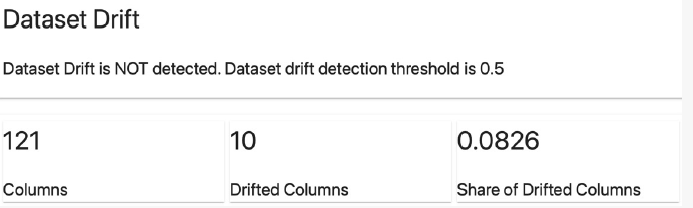 Dataset Drift
Dataset Drift is NOT detected. Dataset drift detection threshold is 0.5
121 10 0.0826
Columns Drifted Columns Share of Drifted Columns